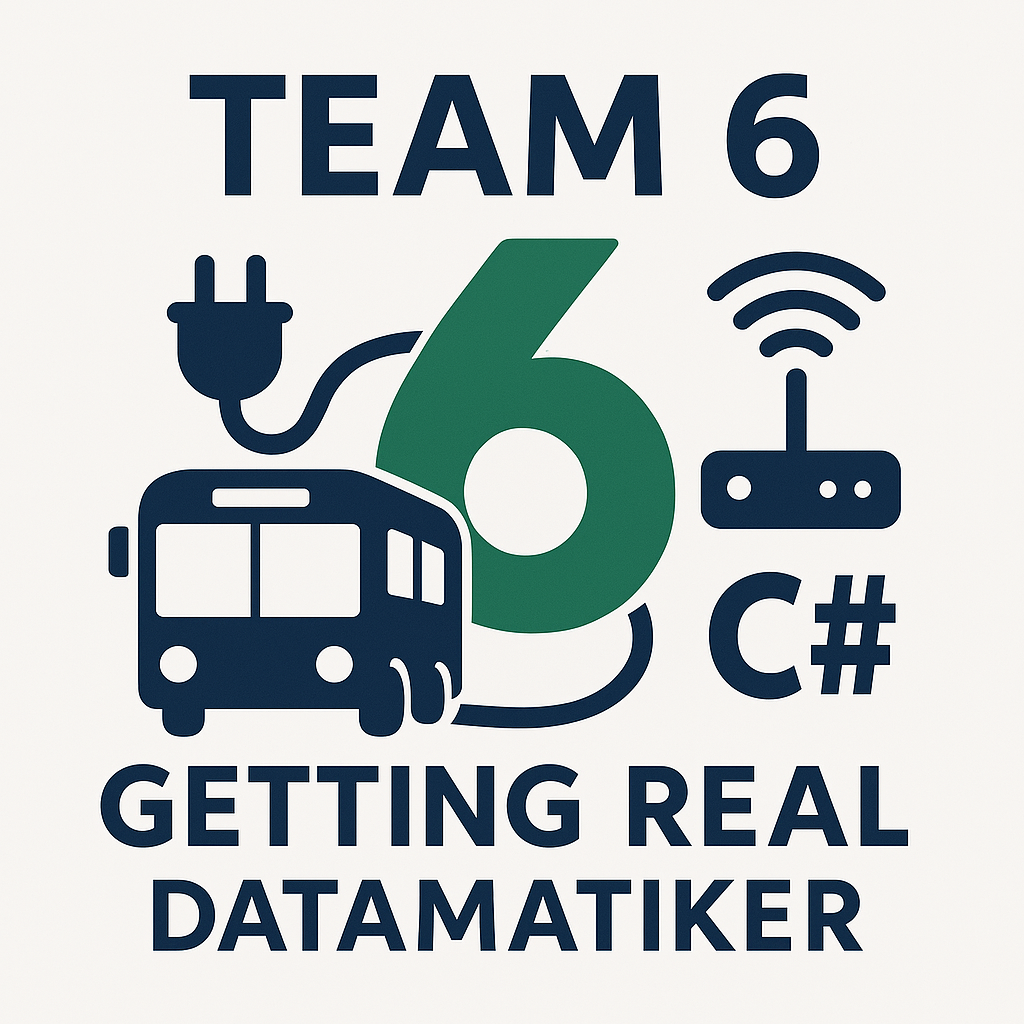 TEAM 6
6
C#
GETTING REAL
DATAMATIKER